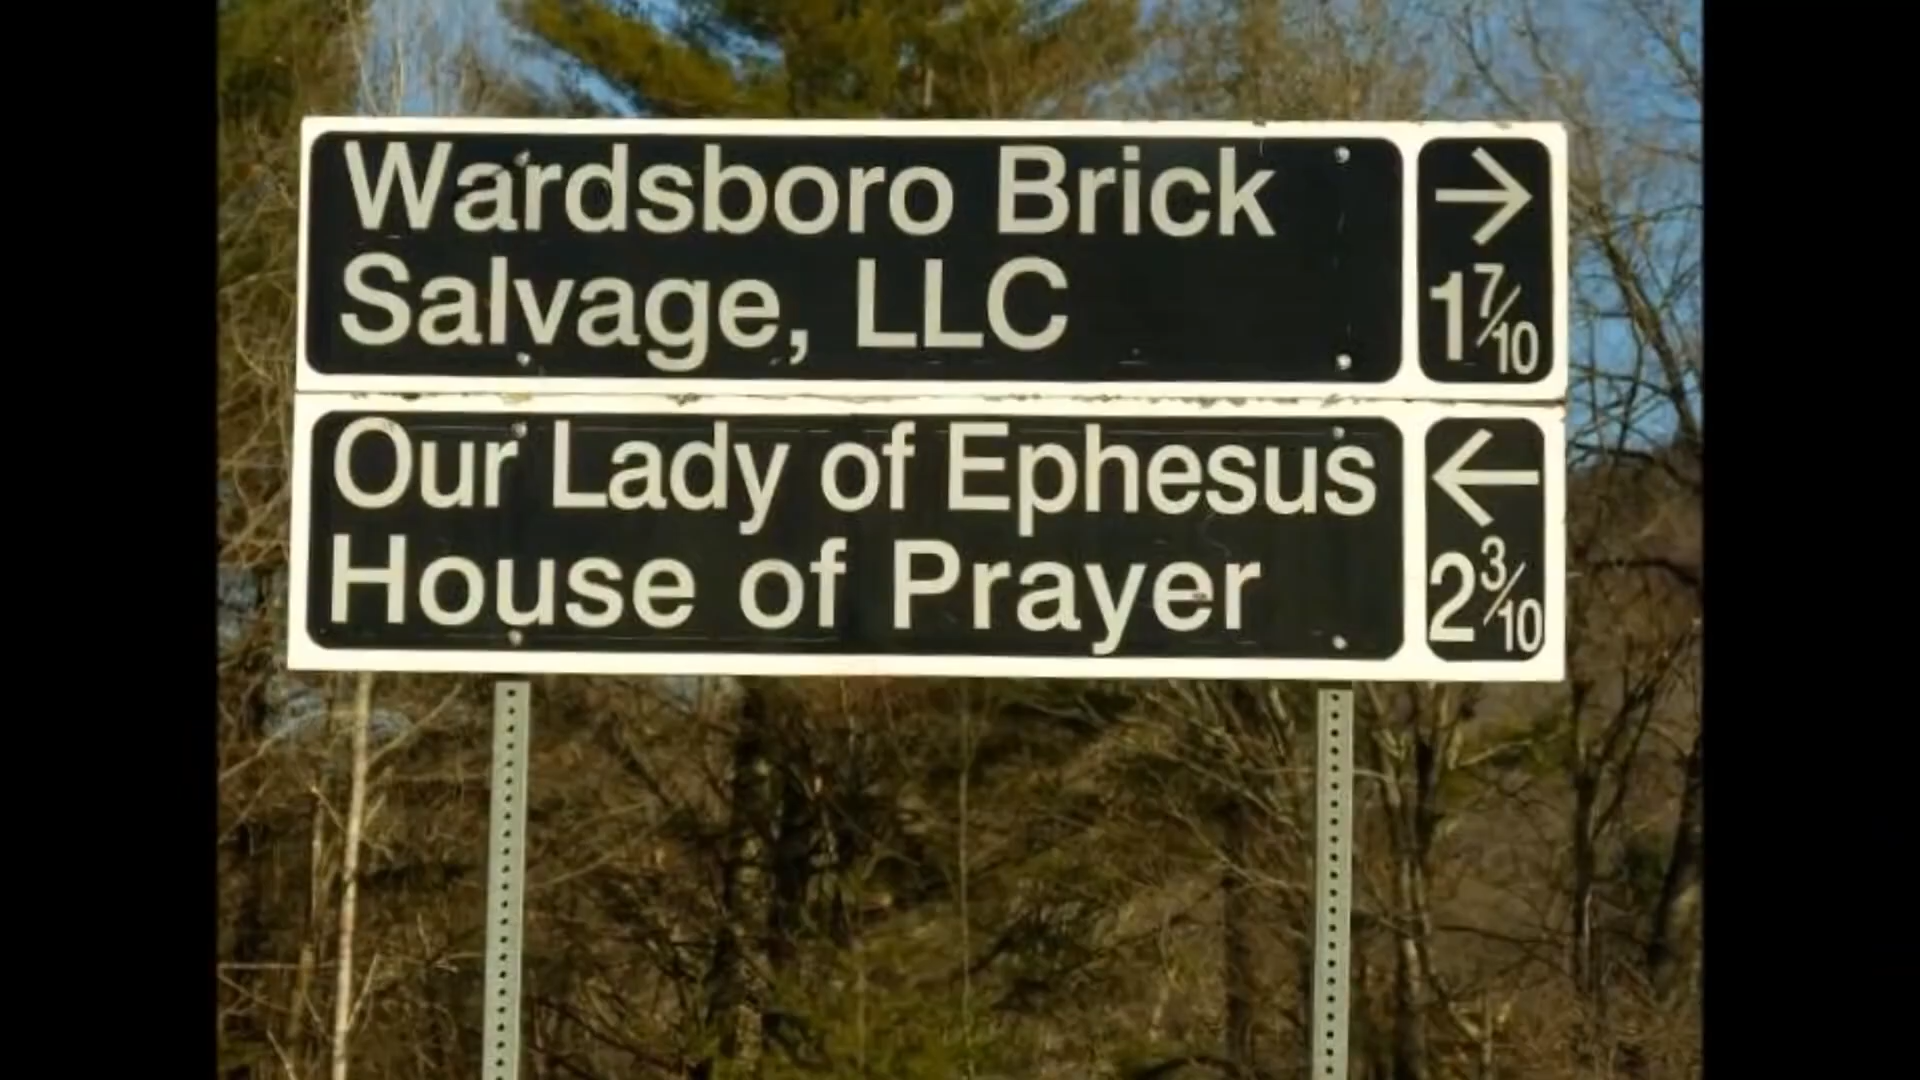 Wardsboro Brick →
Salvage, LLC 1 7/10
Our Lady of Ephesus ←
House of Prayer 2 3/10